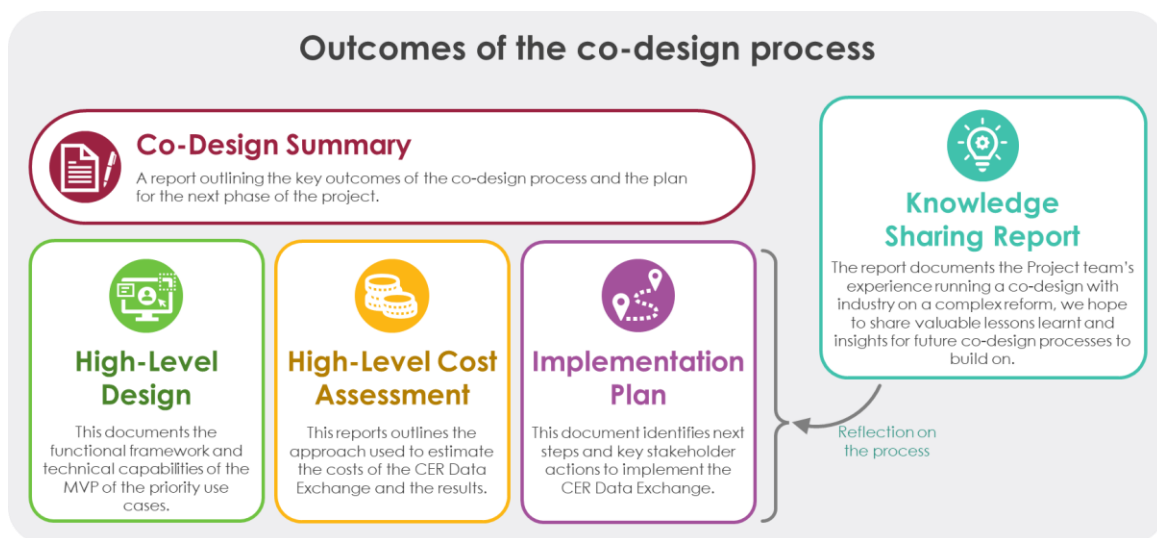 Outcomes of the co-design process
Co-Design Summary
A report outlining the key outcomes of the co-design process and the plan
for the next phase of the project.
High-Level
Design
This documents the
functional framework and
technical capabilities of the
MVP of the priority use
cases.
High-Level Cost
Assessment
This reports outlines the
approach used to estimate
the costs of the CER Data
Exchange and the results.
Implementation
Plan
This document identifies next
steps and key stakeholder
actions to implement the
CER Data Exchange.
Knowledge
Sharing Report
The report documents the Project team's
experience running a co-design with
industry on a complex reform, we hope
to share valuable lessons learnt and
insights for future co-design processes to
build on.
Reflection on
the process